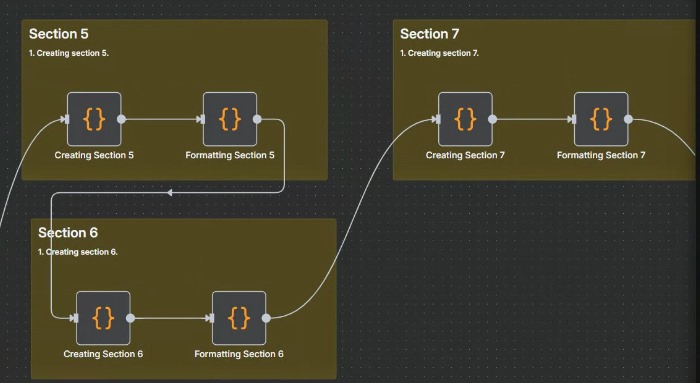 Section 5
1. Creating section 5.
{}
{}
Creating Section 5
Formatting Section 5
Section 7
1. Creating section 7.
{}
{}
Creating Section 7
Formatting Section 7
Section 6
1. Creating section 6.
{}
{}
Creating Section 6
Formatting Section 6